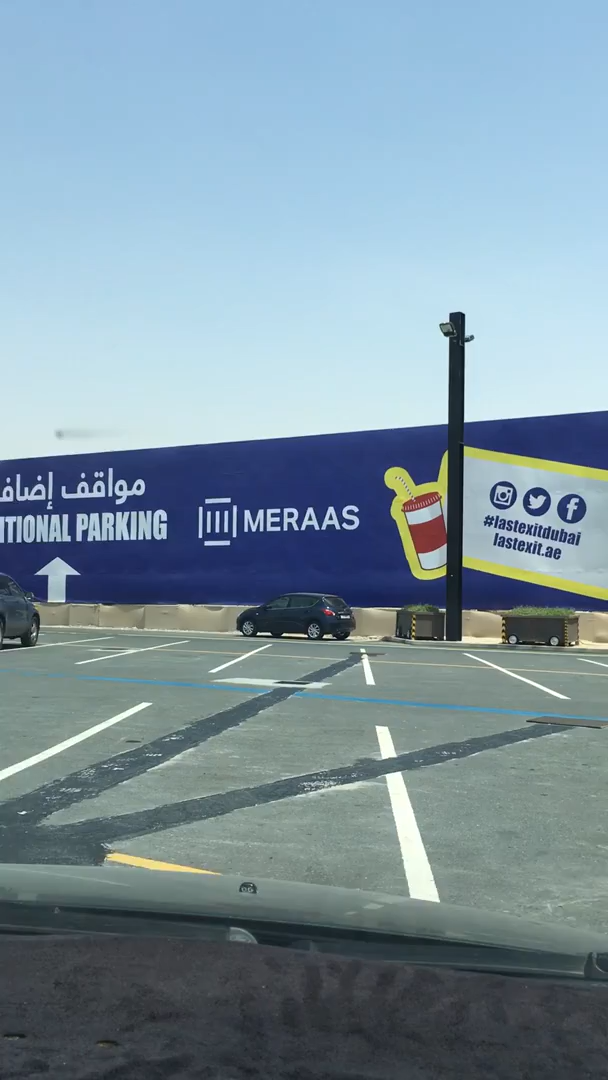 مواقف إضاف
TIONAL PARKING
MERAAS
#lastexitdubai
lastexit.ae